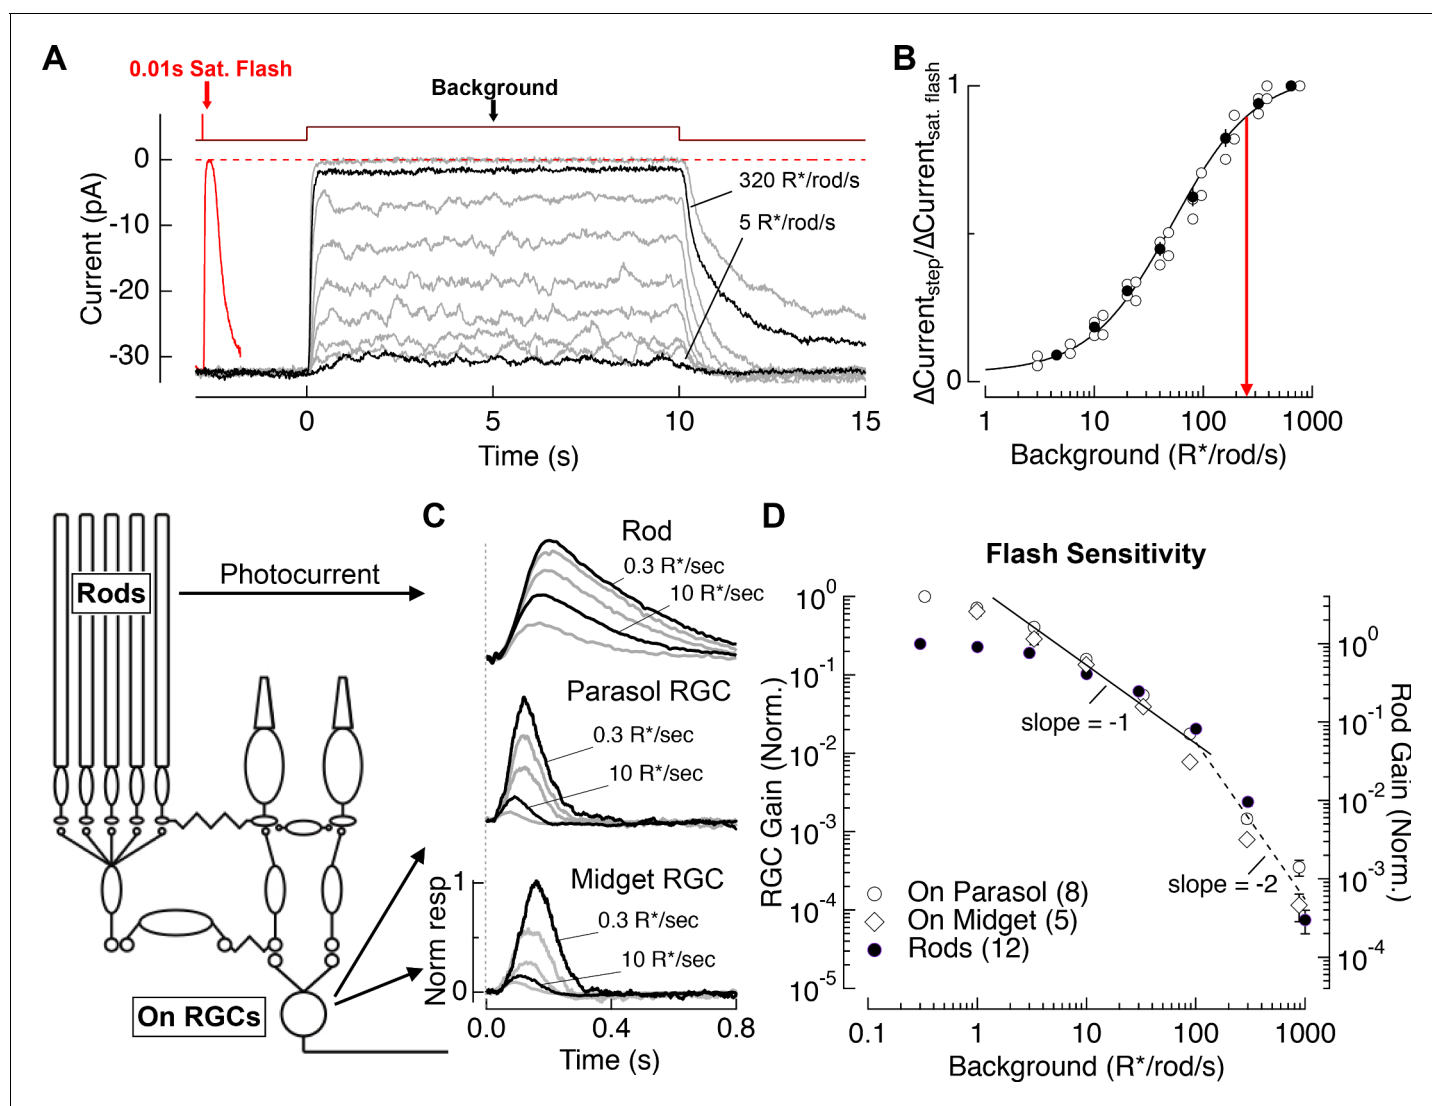 A
0.01s Sat. Flash
Background
0
-10
-20
-30
Current (pA)
320 R*/rod/s
5 R*/rod/s
0
5
10
15
Time (s)
B
1
0
ΔCurrentstep/ΔCurrentsat. flash
1
10
100
1000
Background (R*/rod/s)
Rods
Photocurrent
On RGCs
C
Rod
0.3 R*/sec
10 R*/sec
Parasol RGC
0.3 R*/sec
10 R*/sec
Midget RGC
0.3 R*/sec
10 R*/sec
1
0
Norm resp
0.0
0.4
0.8
Time (s)
D
Flash Sensitivity
10^0
10^-1
10^-2
10^-3
10^-4
10^-5
RGC Gain (Norm.)
slope = -1
slope = -2
On Parasol (8)
On Midget (5)
Rods (12)
10^0
10^-1
10^-2
10^-3
10^-4
Rod Gain (Norm.)
0.1
1
10
100
1000
Background (R*/rod/s)